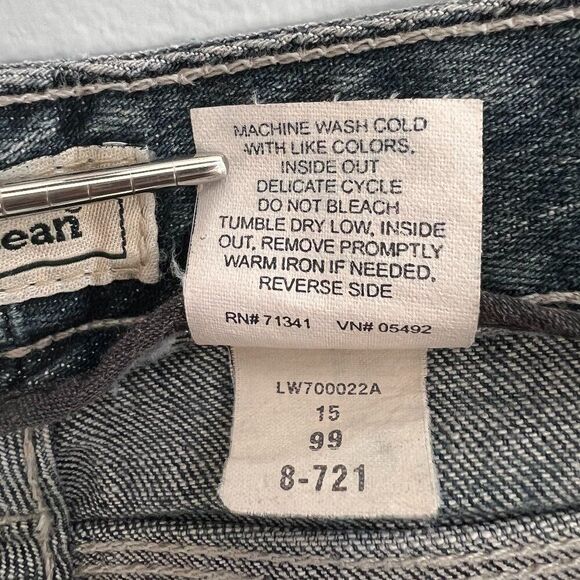 MACHINE WASH COLD
WITH LIKE COLORS,
INSIDE OUT
DELICATE CYCLE
DO NOT BLEACH
TUMBLE DRY LOW, INSIDE
OUT, REMOVE PROMPTLY
WARM IRON IF NEEDED,
REVERSE SIDE
RN# 71341 VN# 05492
ean
LW700022A
15
99
8-721